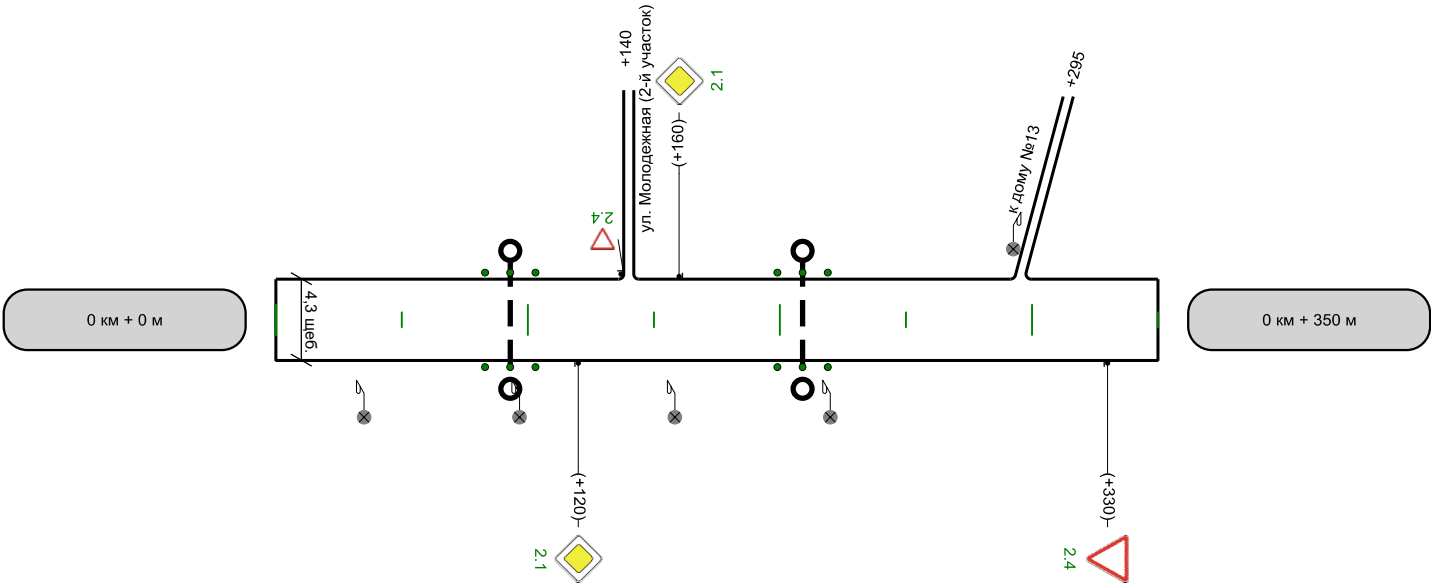 +140
ул. Молодежная (2-й участок)
2.1
(+160)
+295
к дому №13
2.4
0 км + 0 м
4,3 щеб.
0 км + 350 м
(+120)
2.1
(+330)
2.4